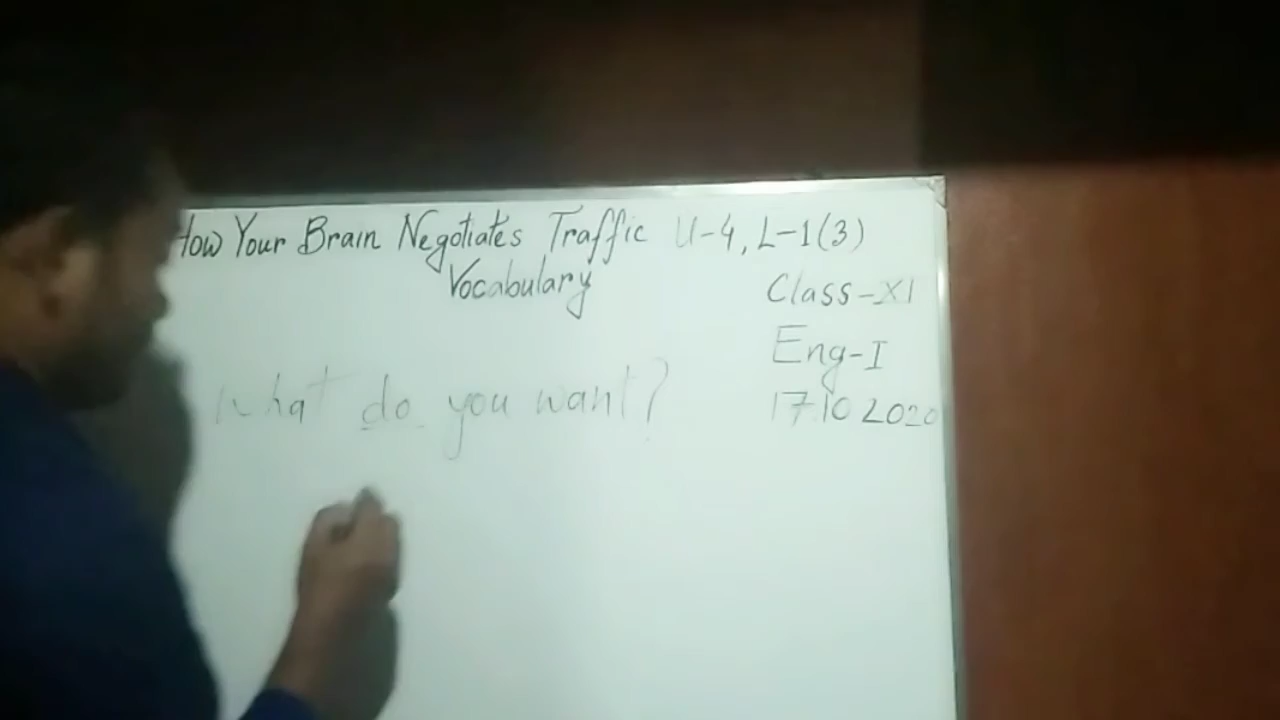 How Your Brain Negotiates Traffic U-4, L-1(3)
Vocabulary
Class-XI
Eng-I
17.10 2020
What do you want?